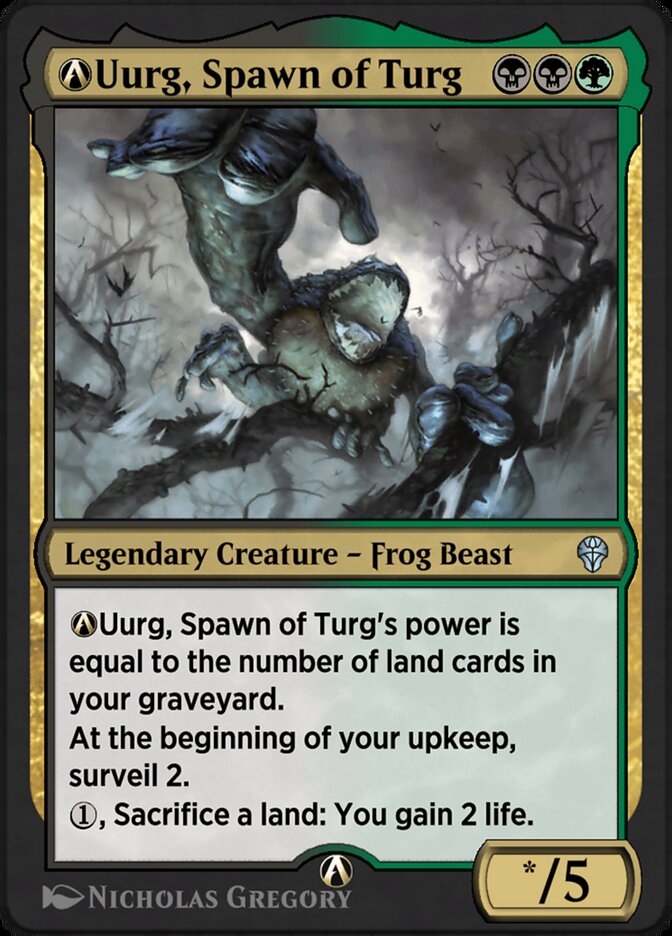 Uurg, Spawn of Turg
Legendary Creature – Frog Beast
Uurg, Spawn of Turg's power is
equal to the number of land cards in
your graveyard.
At the beginning of your upkeep,
surveil 2.
1, Sacrifice a land: You gain 2 life.
*/5
Nicholas Gregory